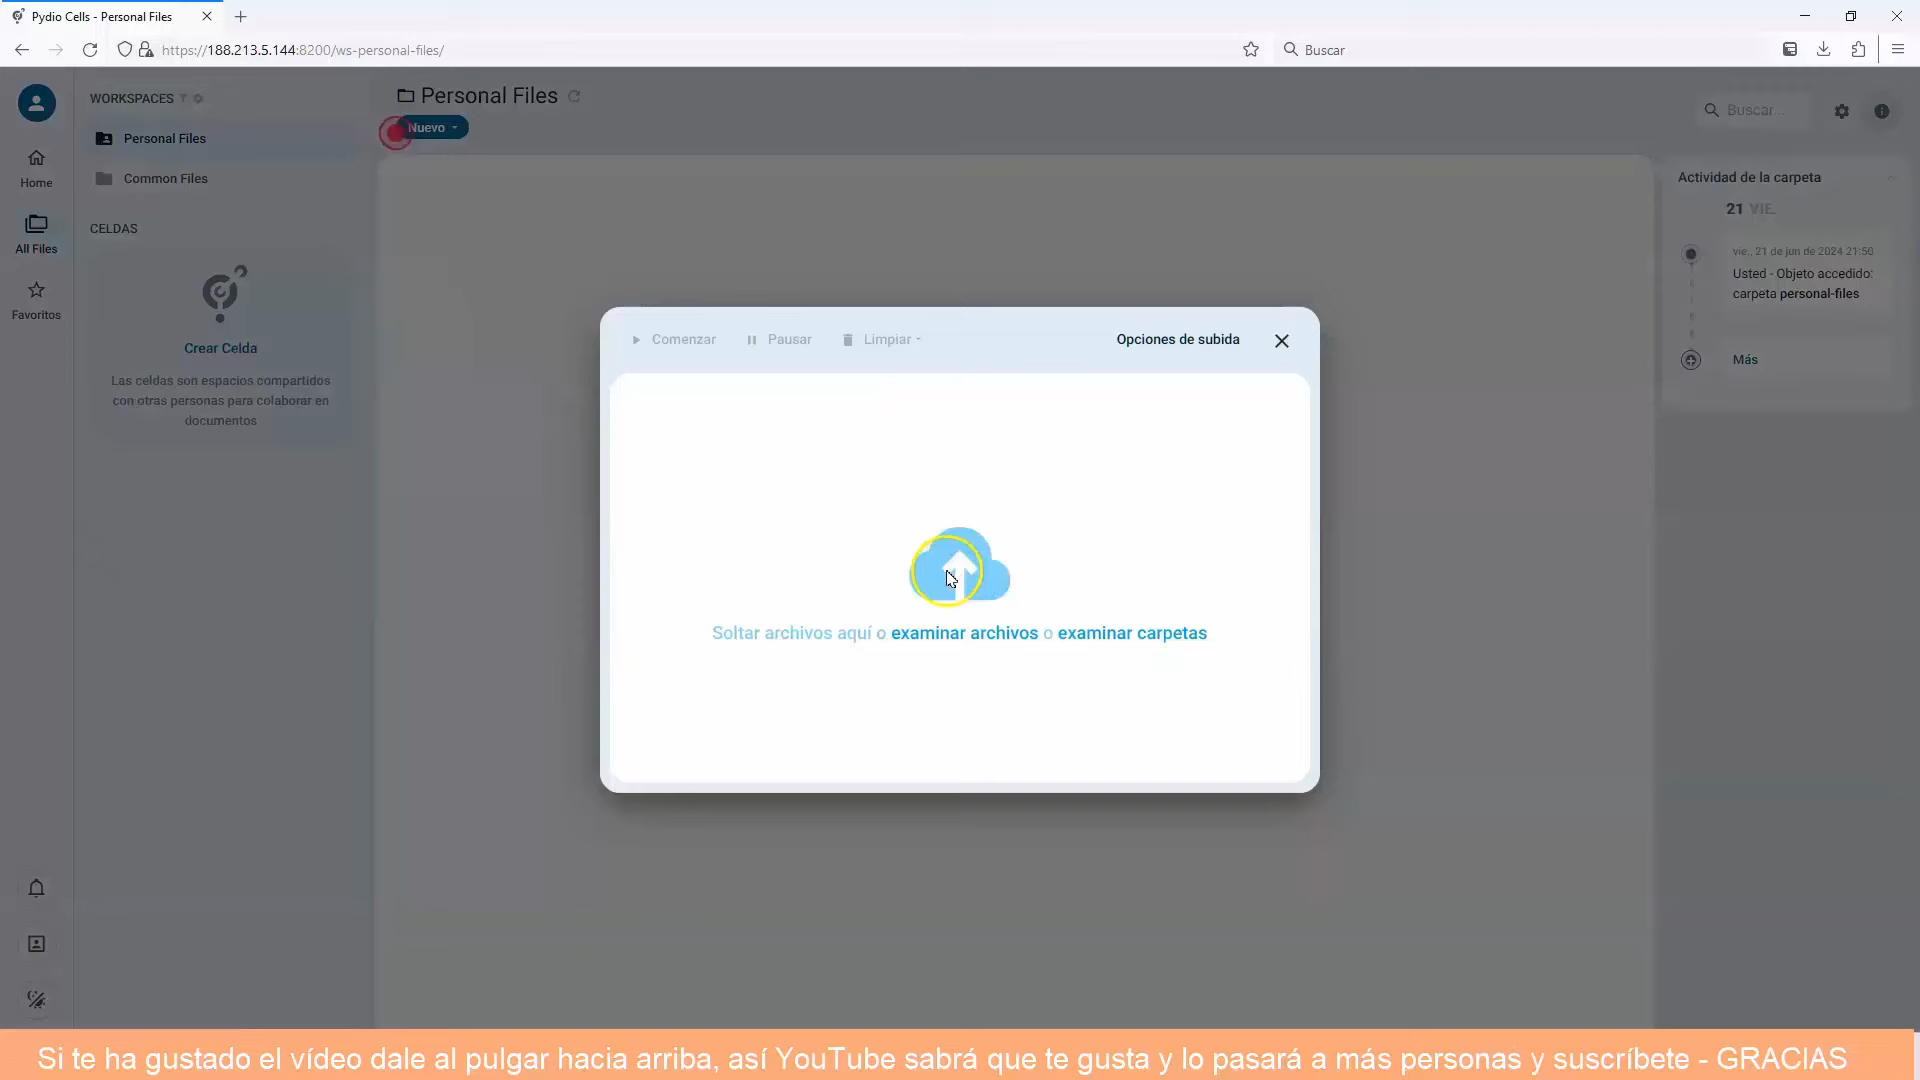 Pydio Cells - Personal Files
https://188.213.5.144:8200/ws-personal-files/
Buscar
WORKSPACES
Personal Files
Common Files
CELDAS
Crear Celda
Las celdas son espacios compartidos
con otras personas para colaborar en
documentos
Home
All Files
Favoritos
Personal Files
Nuevo
Buscar...
Actividad de la carpeta
21 VIE.
vie., 21 de jun de 2024 21:50
Usted - Objeto accedido:
carpeta personal-files
Más
Comenzar
Pausar
Limpiar
Opciones de subida
Soltar archivos aquí o examinar archivos o examinar carpetas
Si te ha gustado el vídeo dale al pulgar hacia arriba, así YouTube sabrá que te gusta y lo pasará a más personas y suscríbete - GRACIAS